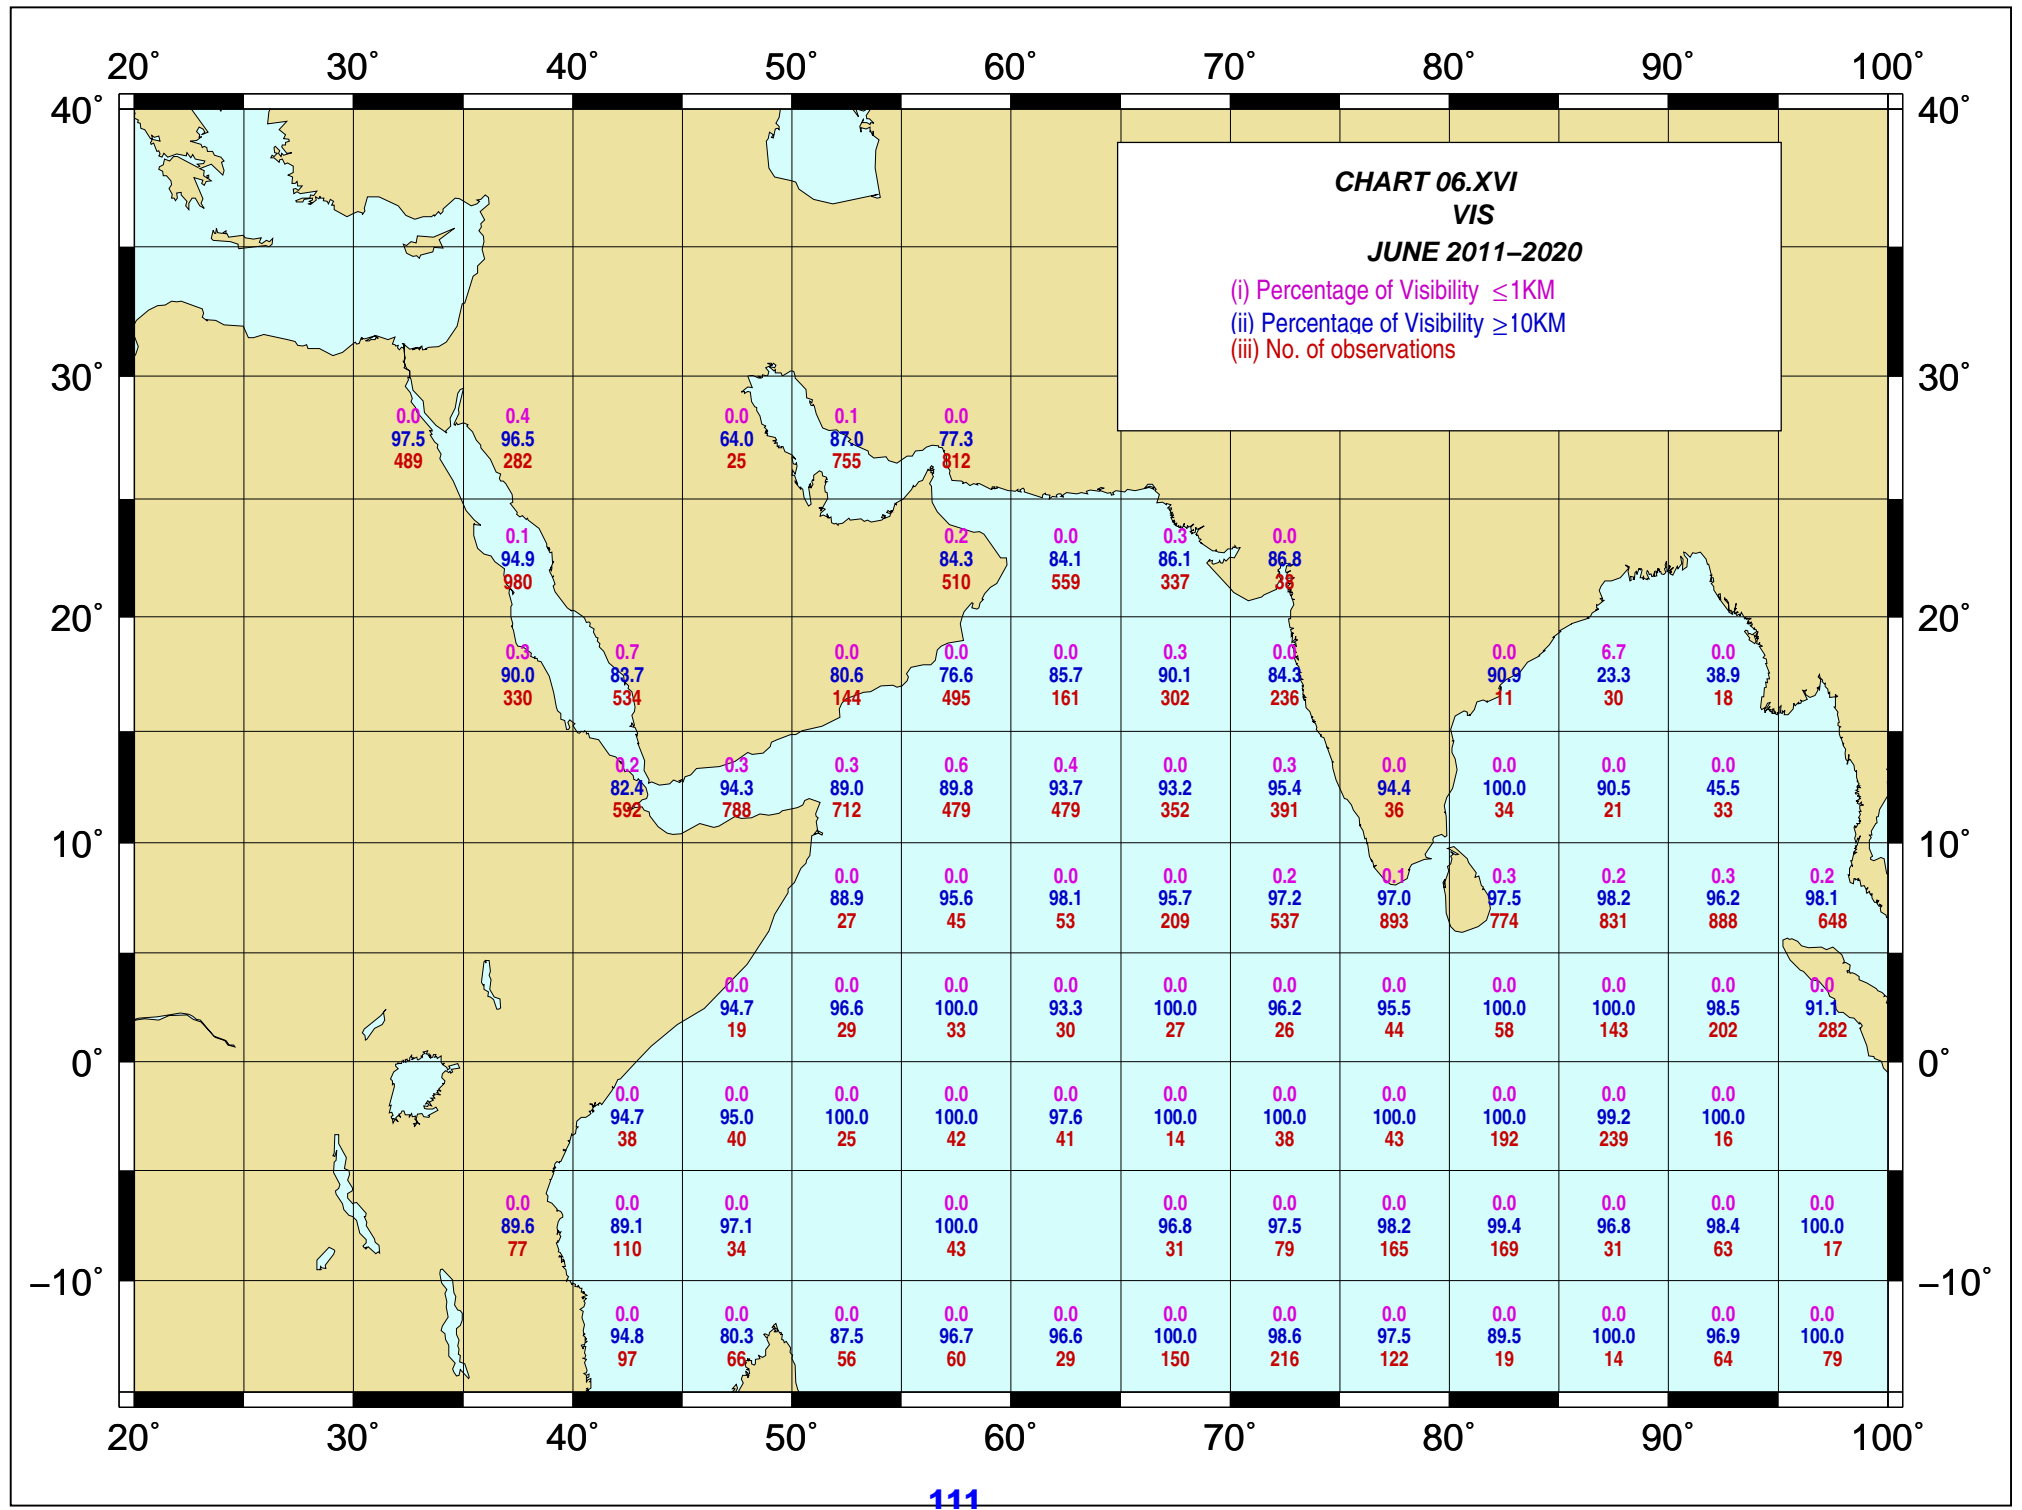 20° 30° 40° 50° 60° 70° 80° 90° 100°
40° 40°
CHART 06.XVI
VIS
JUNE 2011–2020
(i) Percentage of Visibility ≤1KM
(ii) Percentage of Visibility ≥10KM
(iii) No. of observations
30° 30°
0.0 0.4 0.0 0.1 0.0
97.5 96.5 64.0 87.0 77.3
489 282 25 755 812
0.1 0.2 0.0 0.3 0.0
94.9 84.3 84.1 86.1 86.8
980 510 559 337 38
20° 20°
0.3 0.7 0.0 0.0 0.0 0.3 0.0 0.0 6.7 0.0
90.0 83.7 80.6 76.6 85.7 90.1 84.3 90.9 23.3 38.9
330 534 144 495 161 302 236 11 30 18
0.2 0.3 0.3 0.6 0.4 0.0 0.3 0.0 0.0 0.0 0.0
82.4 94.3 89.0 89.8 93.7 93.2 95.4 94.4 100.0 90.5 45.5
592 788 712 479 479 352 391 36 34 21 33
10° 10°
0.0 0.0 0.0 0.0 0.2 0.1 0.3 0.2 0.3 0.2
88.9 95.6 98.1 95.7 97.2 97.0 97.5 98.2 96.2 98.1
27 45 53 209 537 893 774 831 888 648
0.0 0.0 0.0 0.0 0.0 0.0 0.0 0.0 0.0 0.0 0.0
94.7 96.6 100.0 93.3 100.0 96.2 95.5 100.0 100.0 98.5 91.1
19 29 33 30 27 26 44 58 143 202 282
0° 0°
0.0 0.0 0.0 0.0 0.0 0.0 0.0 0.0 0.0 0.0 0.0
94.7 95.0 100.0 100.0 97.6 100.0 100.0 100.0 100.0 99.2 100.0
38 40 25 42 41 14 38 43 192 239 16
0.0 0.0 0.0 0.0 0.0 0.0 0.0 0.0 0.0 0.0 0.0
89.6 89.1 97.1 100.0 96.8 97.5 98.2 99.4 96.8 98.4 100.0
77 110 34 43 31 79 165 169 31 63 17
–10° –10°
0.0 0.0 0.0 0.0 0.0 0.0 0.0 0.0 0.0 0.0 0.0 0.0
94.8 80.3 87.5 96.7 96.6 100.0 98.6 97.5 89.5 100.0 96.9 100.0
97 66 56 60 29 150 216 122 19 14 64 79
20° 30° 40° 50° 60° 70° 80° 90° 100°
111